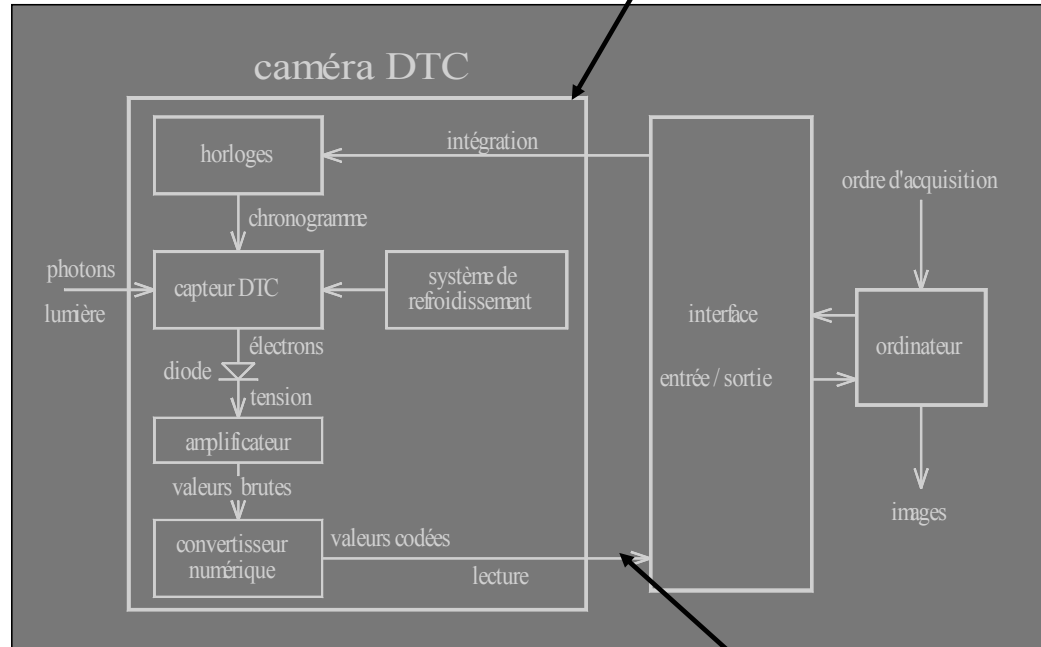 caméra DTC
horloges
intégration
ordre d'acquisition
chronogramme
photons
lumière
capteur DTC
système de
refroidissement
interface
entrée / sortie
ordinateur
électrons
diode
tension
amplificateur
valeurs brutes
images
convertisseur
numérique
valeurs codées
lecture